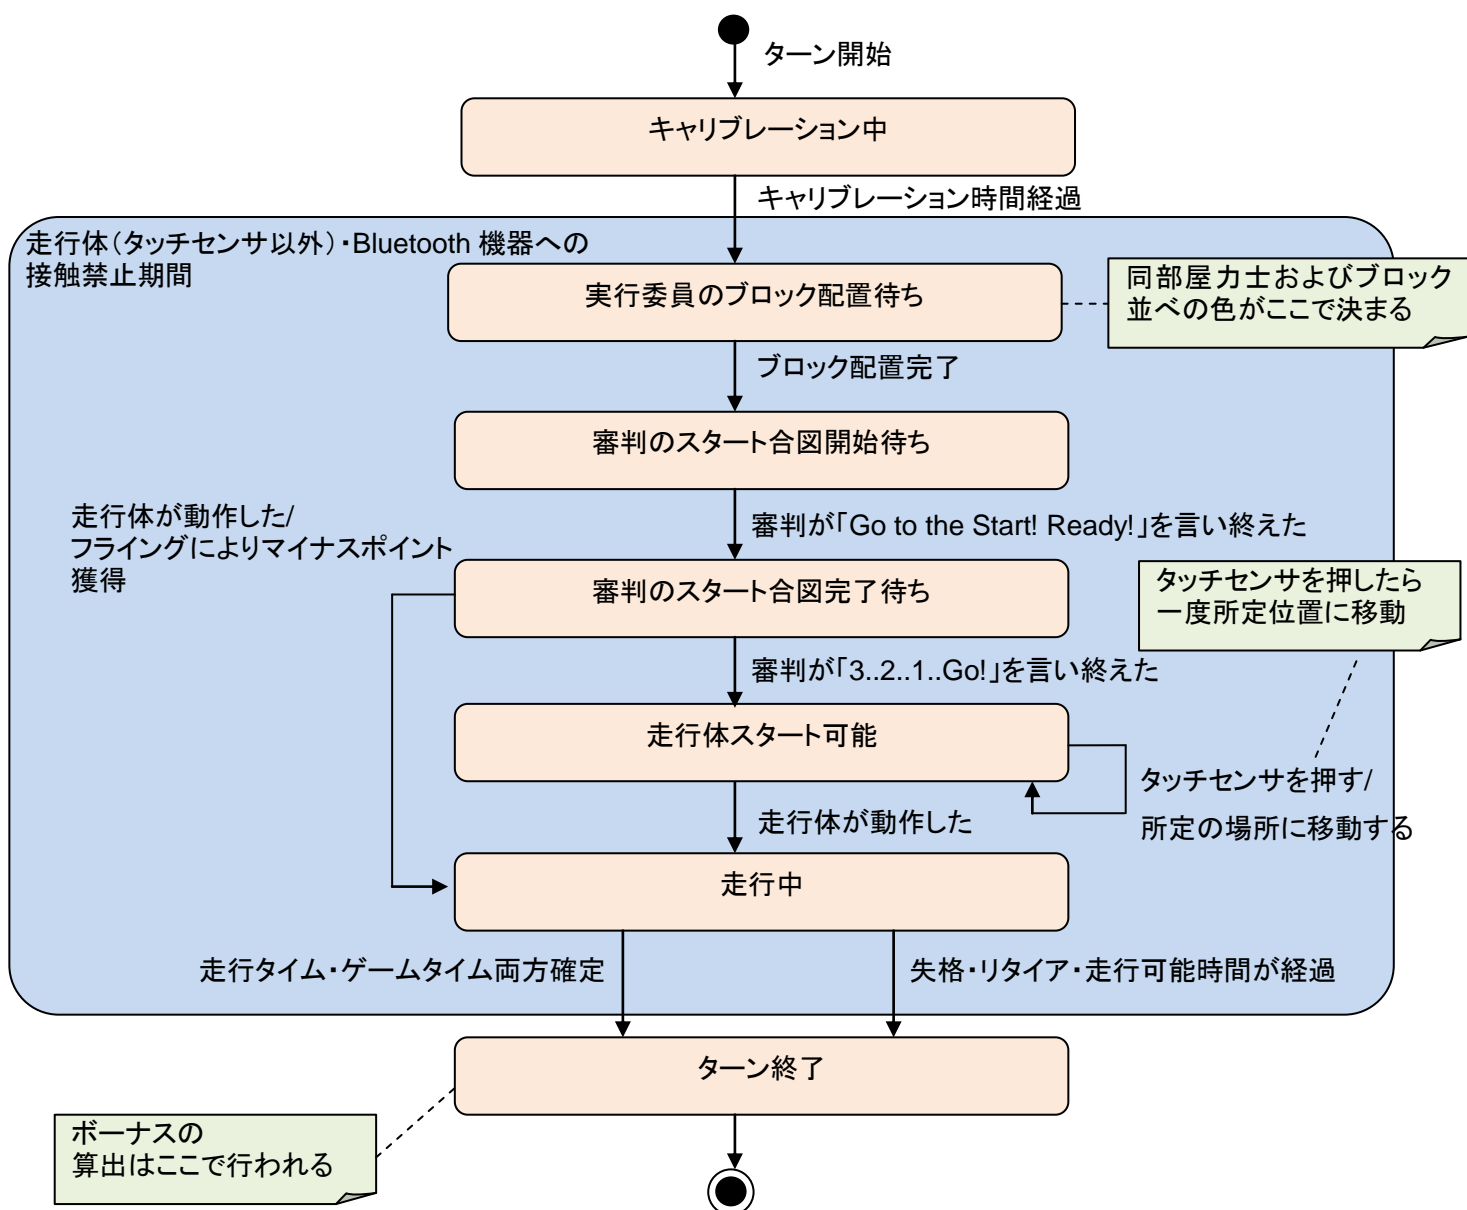 ターン開始
キャリブレーション中
キャリブレーション時間経過
走行体(タッチセンサ以外)・Bluetooth 機器への
接触禁止期間
実行委員のブロック配置待ち
同部屋力士およびブロック
並べの色がここで決まる
ブロック配置完了
審判のスタート合図開始待ち
走行体が動作した/
フライングによりマイナスポイント
獲得
審判が「Go to the Start! Ready!」を言い終えた
審判のスタート合図完了待ち
タッチセンサを押したら
一度所定位置に移動
審判が「3..2..1..Go!」を言い終えた
走行体スタート可能
タッチセンサを押す/
所定の場所に移動する
走行体が動作した
走行中
走行タイム・ゲームタイム両方確定
失格・リタイア・走行可能時間が経過
ターン終了
ボーナスの
算出はここで行われる